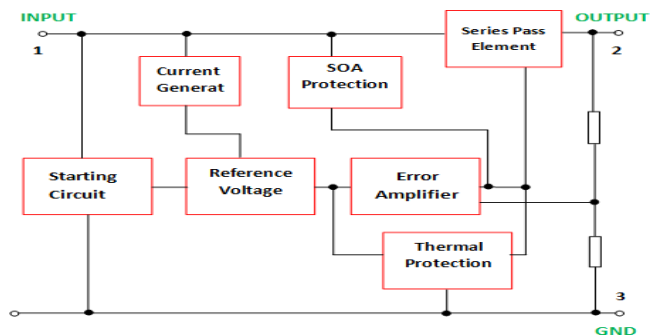 INPUT
OUTPUT
1
2
Series Pass
Element
Current
Generat
SOA
Protection
Starting
Circuit
Reference
Voltage
Error
Amplifier
Thermal
Protection
3
GND